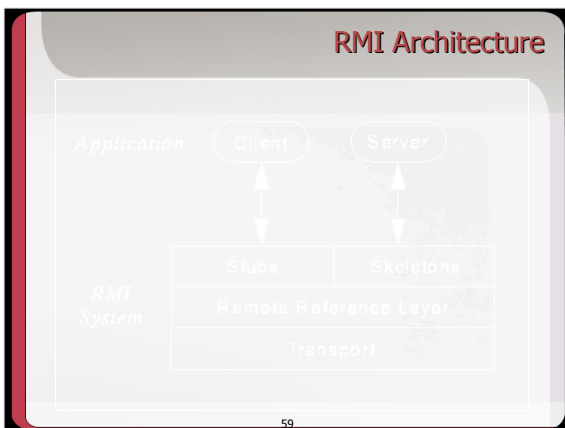 RMI Architecture
Application Client Server
Stubs Skeletons
RMI
System
Remote Reference Layer
Transport
59